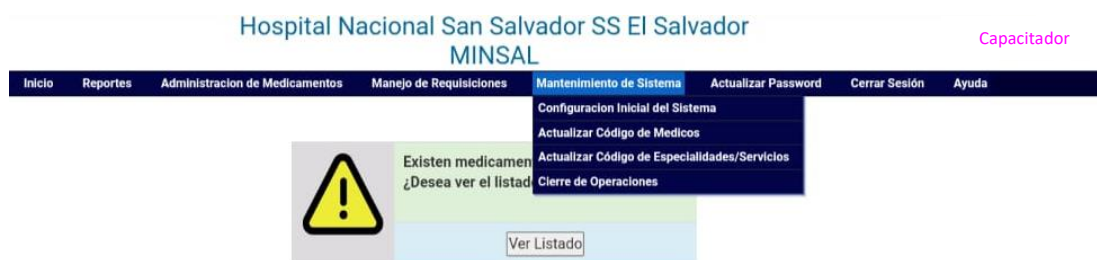 Hospital Nacional San Salvador SS El Salvador
MINSAL
Capacitador
Inicio Reportes Administracion de Medicamentos Manejo de Requisiciones Mantenimiento de Sistema Actualizar Password Cerrar Sesión Ayuda
Configuracion Inicial del Sistema
Actualizar Código de Medicos
Actualizar Código de Especialidades/Servicios
Cierre de Operaciones
Existen
¿Desea ver el
Ver Listado